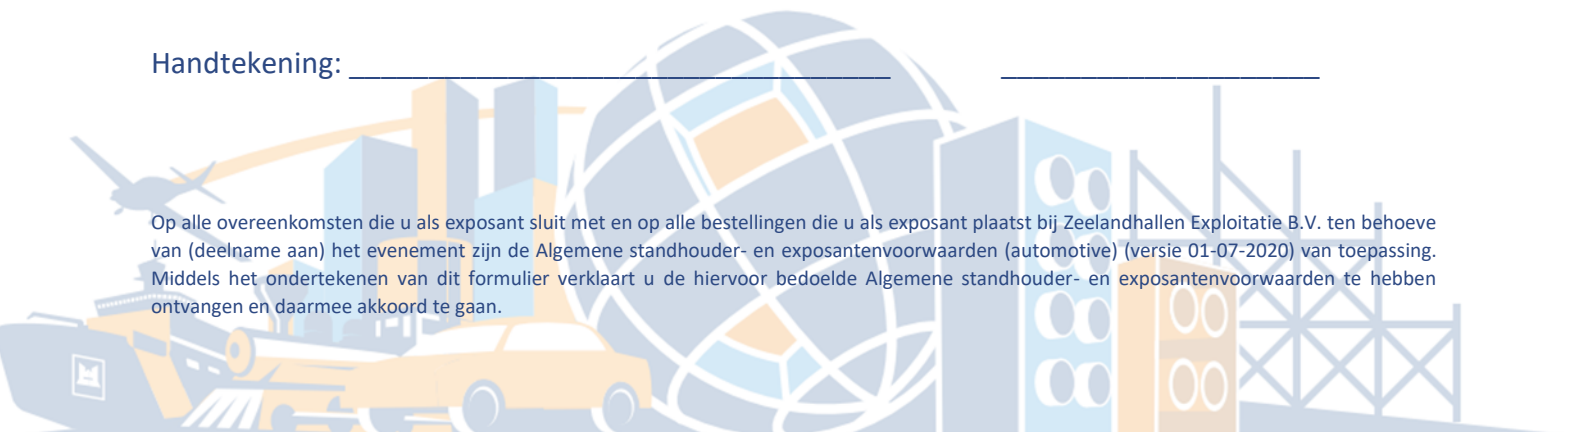 Handtekening: __________________________________ ____________________
Op alle overeenkomsten die u als exposant sluit met en op alle bestellingen die u als exposant plaatst bij Zeelandhallen Exploitatie B.V. ten behoeve
van (deelname aan) het evenement zijn de Algemene standhouder- en exposantenvoorwaarden (automotive) (versie 01-07-2020) van toepassing.
Middels het ondertekenen van dit formulier verklaart u de hiervoor bedoelde Algemene standhouder- en exposantenvoorwaarden te hebben
ontvangen en daarmee akkoord te gaan.